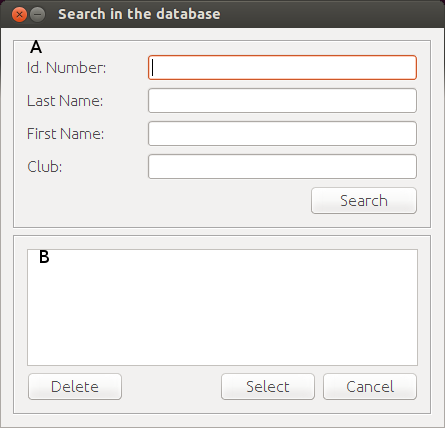 Search in the database
A
Id. Number:
Last Name:
First Name:
Club:
Search
B
Delete Select Cancel